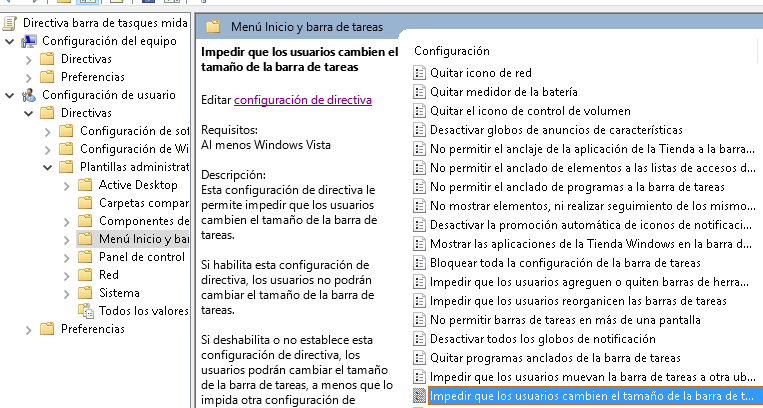 Directiva barra de tasques mida
Configuración del equipo
Directivas
Preferencias
Configuración de usuario
Directivas
Configuración de sof
Configuración de Wi
Plantillas administrat
Active Desktop
Carpetas compar
Componentes de
Menú Inicio y bar
Panel de control
Red
Sistema
Todos los valores
Preferencias
Menú Inicio y barra de tareas
Impedir que los usuarios cambien el
tamaño de la barra de tareas
Editar configuración de directiva
Requisitos:
Al menos Windows Vista
Descripción:
Esta configuración de directiva le
permite impedir que los usuarios
cambien el tamaño de la barra de
tareas.
Si habilita esta configuración de
directiva, los usuarios no podrán
cambiar el tamaño de la barra de
tareas.
Si deshabilita o no establece esta
configuración de directiva, los
usuarios podrán cambiar el tamaño
de la barra de tareas, a menos que lo
impida otra configuración de
Configuración
Quitar icono de red
Quitar medidor de la batería
Quitar el icono de control de volumen
Desactivar globos de anuncios de características
No permitir el anclaje de la aplicación de la Tienda a la barra...
No permitir el anclado de elementos a las listas de accesos d...
No permitir el anclado de programas a la barra de tareas
No mostrar elementos, ni realizar seguimiento de los mismo...
Desactivar la promoción automática de iconos de notificaci...
Mostrar las aplicaciones de la Tienda Windows en la barra d...
Bloquear toda la configuración de la barra de tareas
Impedir que los usuarios agreguen o quiten barras de herra...
Impedir que los usuarios reorganicen las barras de tareas
No permitir barras de tareas en más de una pantalla
Desactivar todos los globos de notificación
Quitar programas anclados de la barra de tareas
Impedir que los usuarios muevan la barra de tareas a otra ub...
Impedir que los usuarios cambien el tamaño de la barra de t...